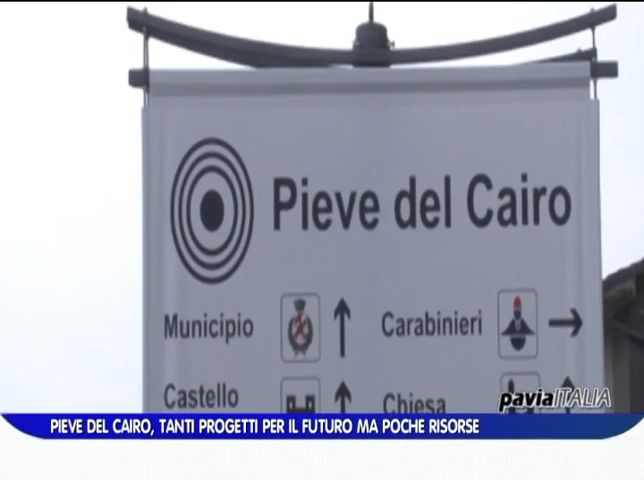 Pieve del Cairo
Municipio
Carabinieri
Castello
Chiesa
paviaITALIA
PIEVE DEL CAIRO, TANTI PROGETTI PER IL FUTURO MA POCHE RISORSE